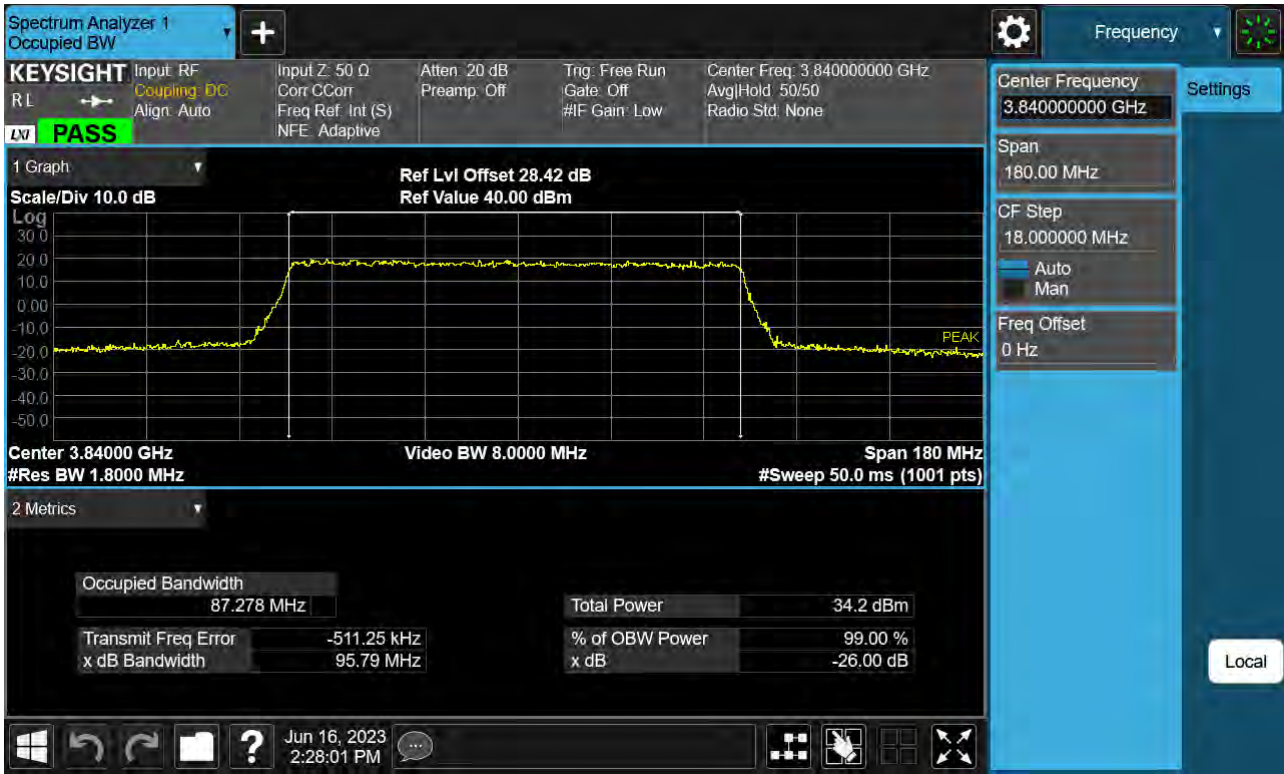 Spectrum Analyzer 1
Occupied BW
Frequency
KEYSIGHT
RL
LXI
PASS
Input: RF
Coupling: DC
Align: Auto
Input Z: 50 Ω
Corr CCorr
Freq Ref: Int (S)
NFE: Adaptive
Atten: 20 dB
Preamp: Off
Trig: Free Run
Gate: Off
#IF Gain: Low
Center Freq: 3.840000000 GHz
Avg|Hold: 50/50
Radio Std: None
Center Frequency
3.840000000 GHz
Settings
Span
180.00 MHz
CF Step
18.000000 MHz
Auto
Man
Freq Offset
0 Hz
Local
1 Graph
Scale/Div 10.0 dB
Ref Lvl Offset 28.42 dB
Ref Value 40.00 dBm
Log
30.0
20.0
10.0
0.00
-10.0
-20.0
-30.0
-40.0
-50.0
PEAK
Center 3.84000 GHz
#Res BW 1.8000 MHz
Video BW 8.0000 MHz
Span 180 MHz
#Sweep 50.0 ms (1001 pts)
2 Metrics
Occupied Bandwidth
87.278 MHz
Transmit Freq Error -511.25 kHz
x dB Bandwidth 95.79 MHz
Total Power 34.2 dBm
% of OBW Power 99.00 %
x dB -26.00 dB
?
Jun 16, 2023
2:28:01 PM